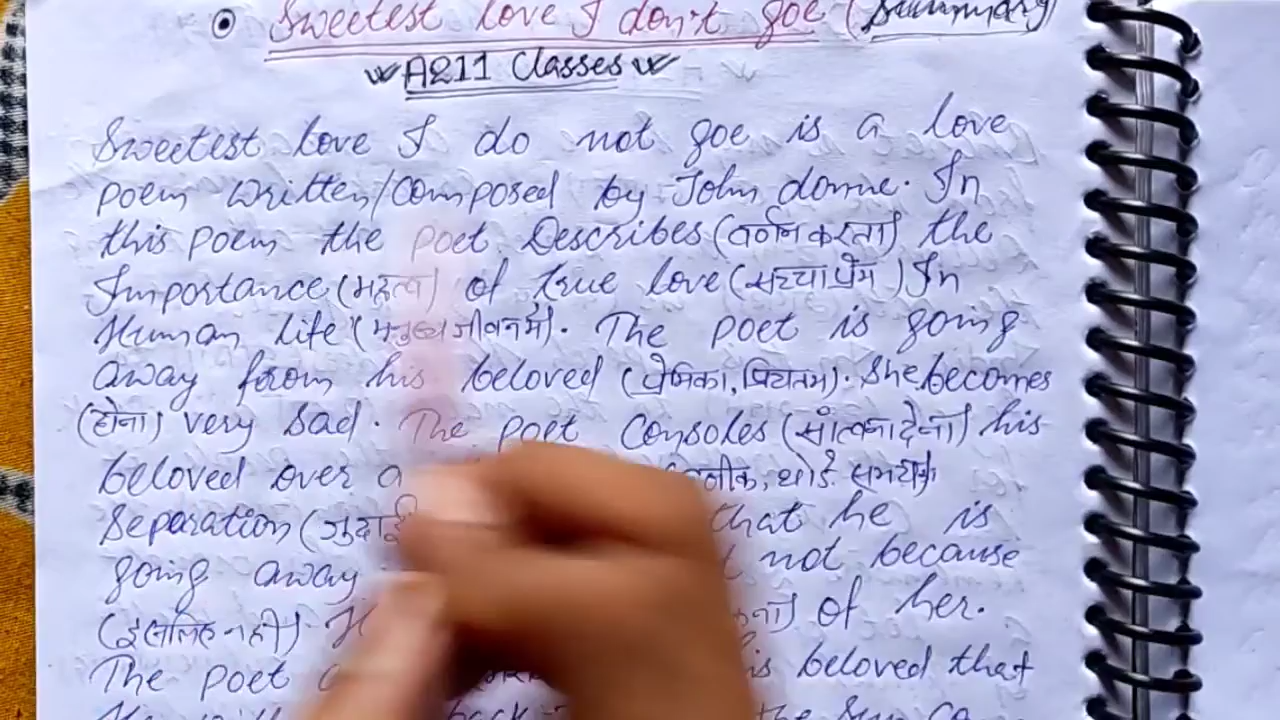 Sweetest love I don't goe (Summary)
A211 Classes
Sweetest love I do not goe is a love
poem written/composed by John donne. In
this poem the poet Describes (वर्णन करता) the
Importance (महत्व) of true love (सच्चा प्रेम) In
Human life (मनुष्य जीवन में). The poet is going
away from his beloved (प्रेमिका, प्रियतम). She becomes
(होना) very sad. The poet Consoles (सांत्वना देना) his
beloved over a
Separation that he is
going away not because
(इसलिए नही) of her.
The poet beloved that
back the Sun